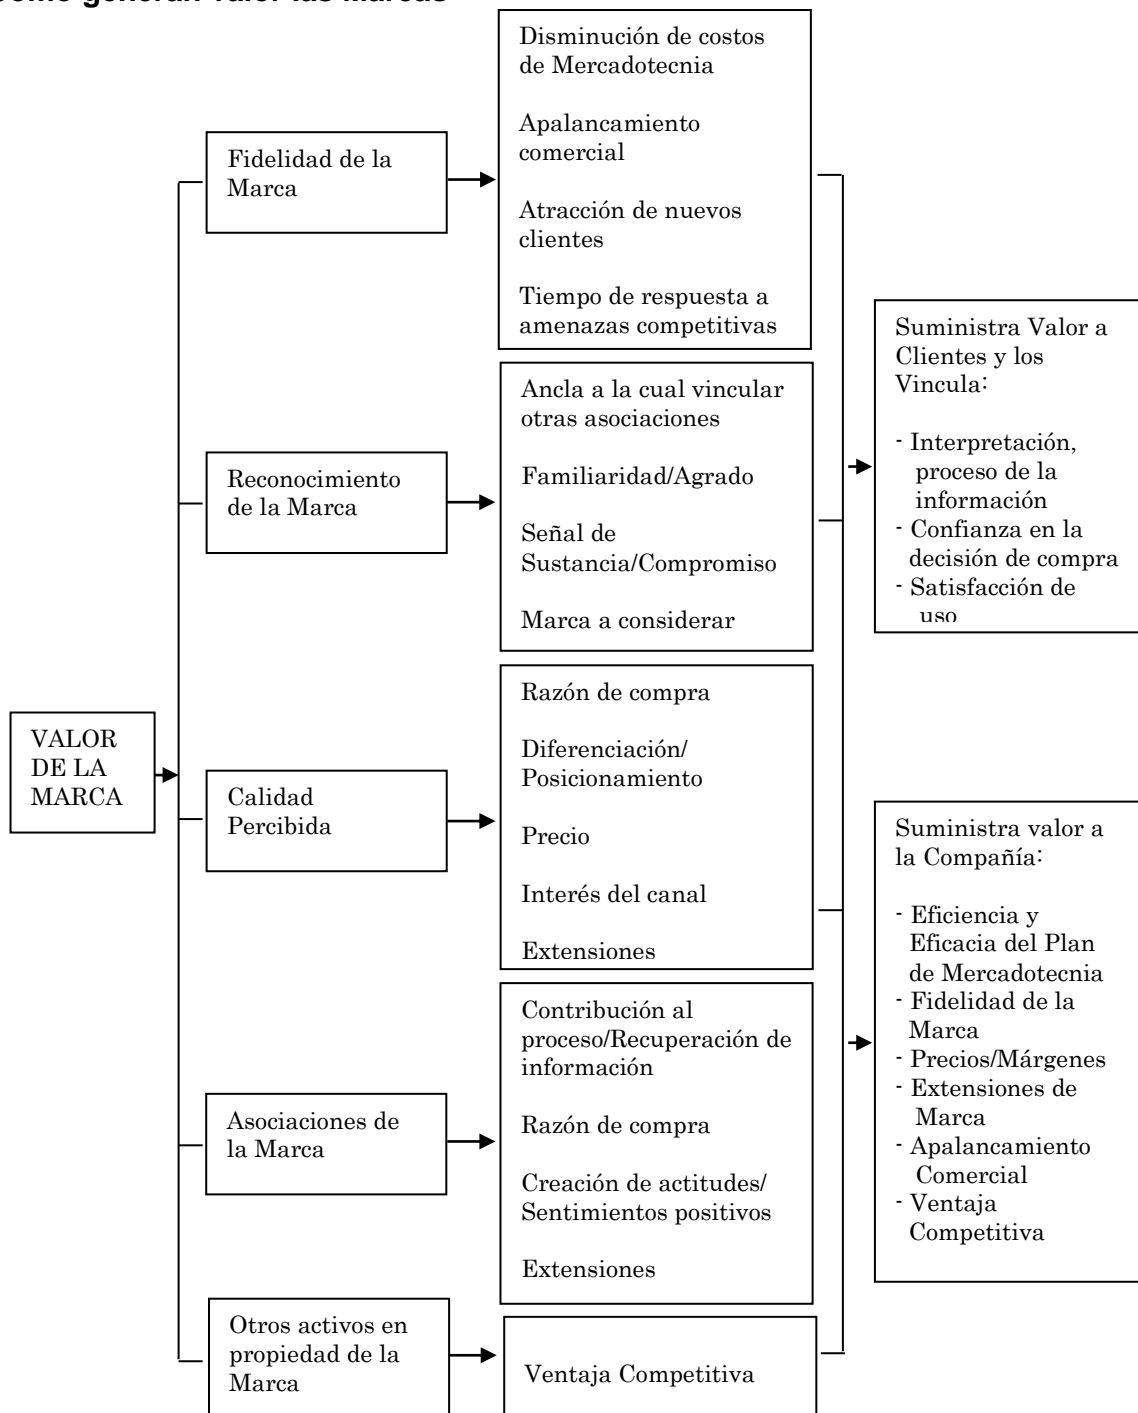 Cómo generan valor las Marcas
Disminución de costos
de Mercadotecnia
Apalancamiento
comercial
Atracción de nuevos
clientes
Tiempo de respuesta a
amenazas competitivas
Fidelidad de la
Marca
Ancla a la cual vincular
otras asociaciones
Familiaridad/Agrado
Señal de
Sustancia/Compromiso
Marca a considerar
Reconocimiento
de la Marca
Suministra Valor a
Clientes y los
Vincula:
- Interpretación,
proceso de la
información
- Confianza en la
decisión de compra
- Satisfacción de
uso
VALOR
DE LA
MARCA
Calidad
Percibida
Razón de compra
Diferenciación/
Posicionamiento
Precio
Interés del canal
Extensiones
Suministra valor a
la Compañía:
- Eficiencia y
Eficacia del Plan
de Mercadotecnia
- Fidelidad de la
Marca
- Precios/Márgenes
- Extensiones de
Marca
- Apalancamiento
Comercial
- Ventaja
Competitiva
Asociaciones de
la Marca
Contribución al
proceso/Recuperación de
información
Razón de compra
Creación de actitudes/
Sentimientos positivos
Extensiones
Otros activos en
propiedad de la
Marca
Ventaja Competitiva